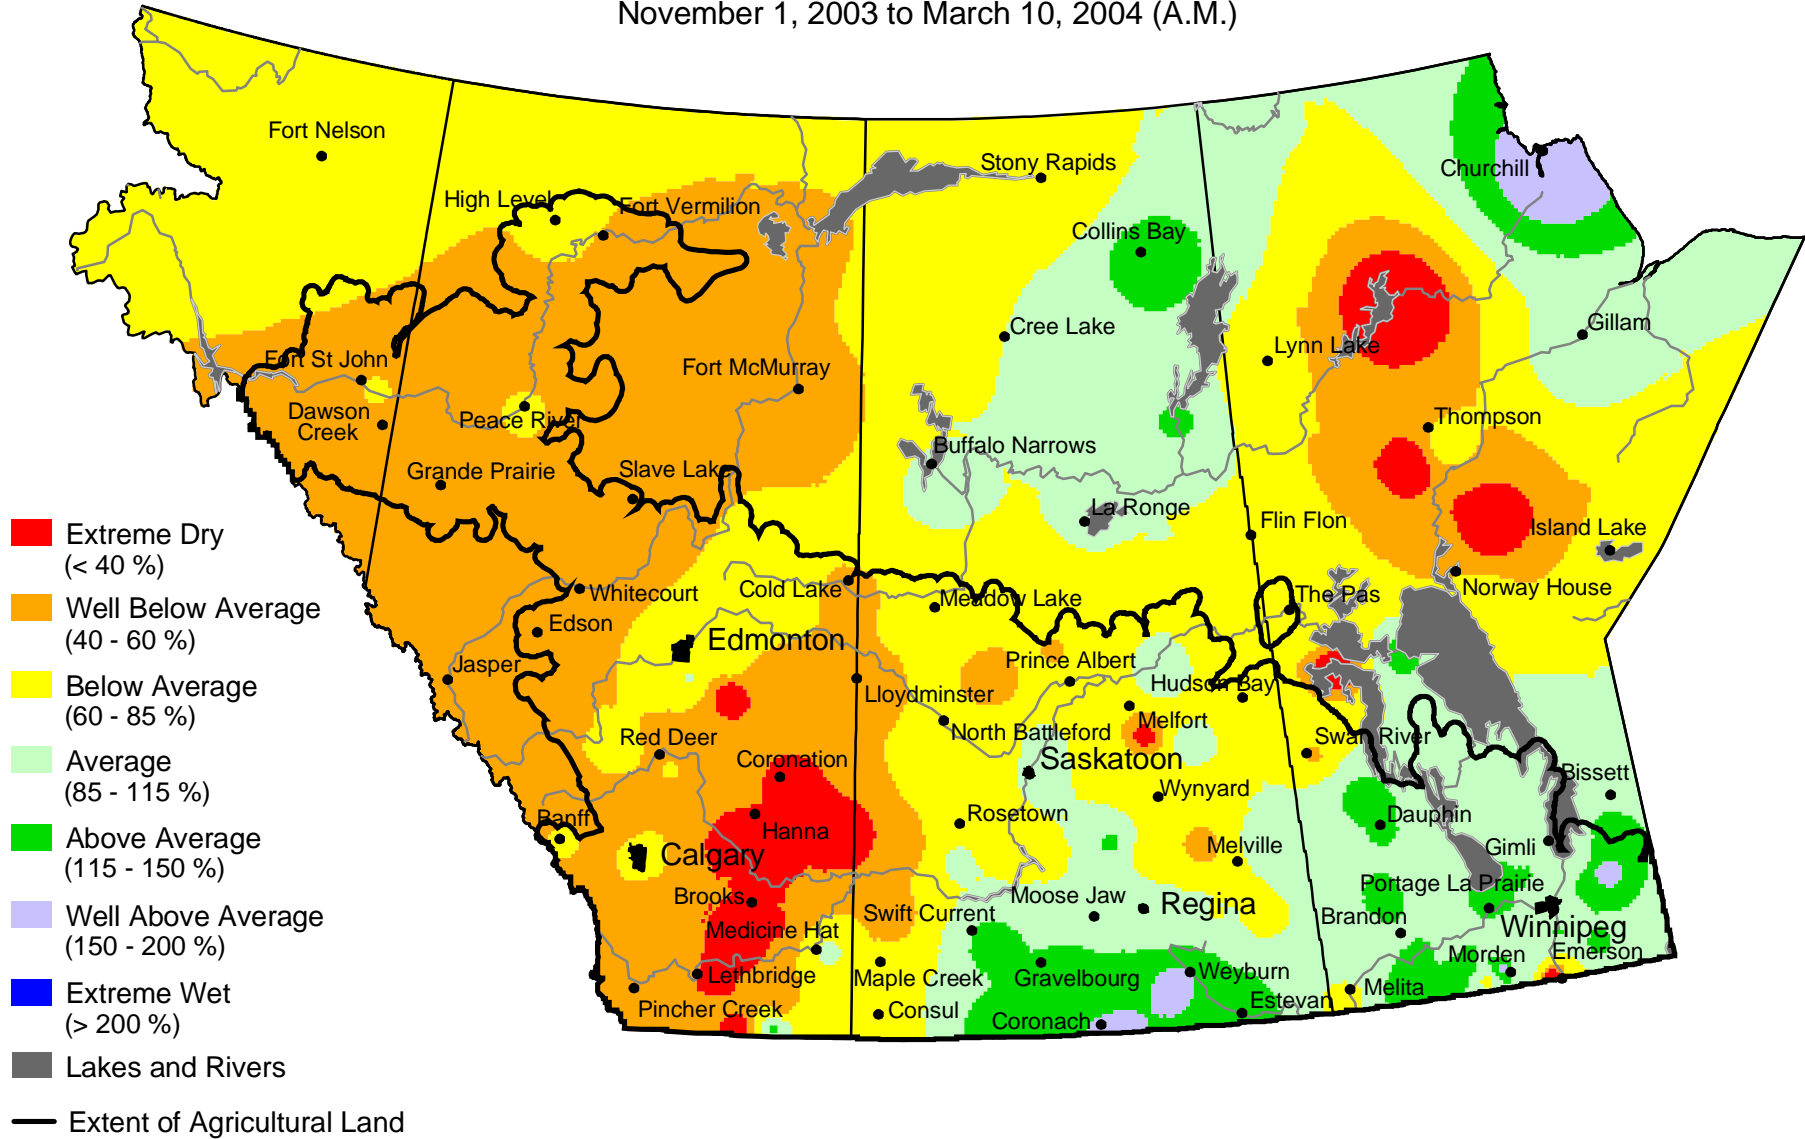 November 1, 2003 to March 10, 2004 (A.M.)
Fort Nelson
High Level
Fort Vermilion
Stony Rapids
Churchill
Collins Bay
Cree Lake
Lynn Lake
Gillam
Fort St John
Fort McMurray
Dawson
Creek
Peace River
Thompson
Buffalo Narrows
Grande Prairie
Slave Lake
La Ronge
Flin Flon
Island Lake
Extreme Dry
(< 40 %)
Well Below Average
(40 - 60 %)
Below Average
(60 - 85 %)
Average
(85 - 115 %)
Above Average
(115 - 150 %)
Well Above Average
(150 - 200 %)
Extreme Wet
(> 200 %)
Lakes and Rivers
Extent of Agricultural Land
Whitecourt
Cold Lake
Meadow Lake
The Pas
Norway House
Edson
Edmonton
Jasper
Prince Albert
Lloydminster
Hudson Bay
North Battleford
Melfort
Red Deer
Swan River
Coronation
Saskatoon
Bissett
Wynyard
Banff
Hanna
Rosetown
Dauphin
Calgary
Melville
Gimli
Brooks
Moose Jaw
Regina
Portage La Prairie
Swift Current
Brandon
Winnipeg
Medicine Hat
Morden
Emerson
Lethbridge
Maple Creek
Gravelbourg
Weyburn
Melita
Pincher Creek
Consul
Coronach
Estevan